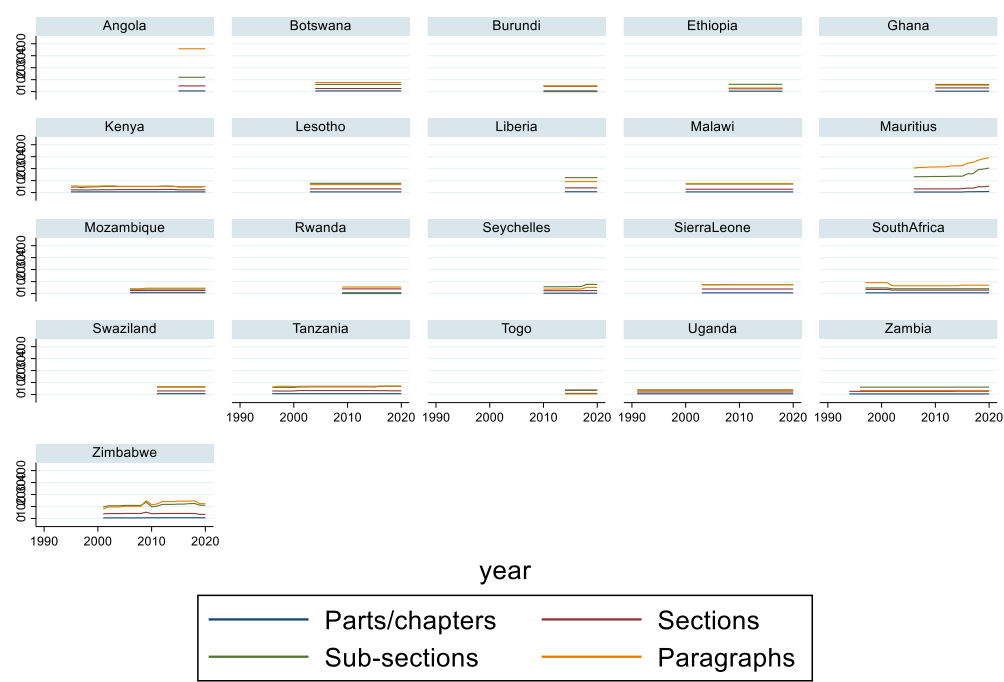 Angola Botswana Burundi Ethiopia Ghana
Kenya Lesotho Liberia Malawi Mauritius
Mozambique Rwanda Seychelles SierraLeone SouthAfrica
Swaziland Tanzania Togo Uganda Zambia
1990 2000 2010 2020 1990 2000 2010 2020 1990 2000 2010 2020 1990 2000 2010 2020
Zimbabwe
1990 2000 2010 2020
year
Parts/chapters Sections
Sub-sections Paragraphs